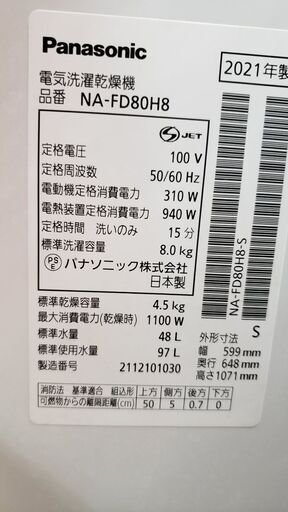 Panasonic
2021年製
電気洗濯乾燥機
品番 NA-FD80H8
JET
定格電圧 100 V
定格周波数 50/60 Hz
電動機定格消費電力 310 W
電熱装置定格消費電力 940 W
定格時間 洗いのみ 15 分
標準洗濯容量 8.0 kg
PSE パナソニック株式会社
日本製
NA-FD80H8-S
標準乾燥容量 4.5 kg
最大消費電力(乾燥時) 1100 W
標準水量 48 L
標準使用水量 97 L
製造番号 2112101030
S
外形寸法
幅 599 mm
奥行 648 mm
高さ 1071 mm
消防法 基準適合 組込形 上方 側方 後方 下方
可燃物からの離隔距離(cm) 50 5 0.7 0